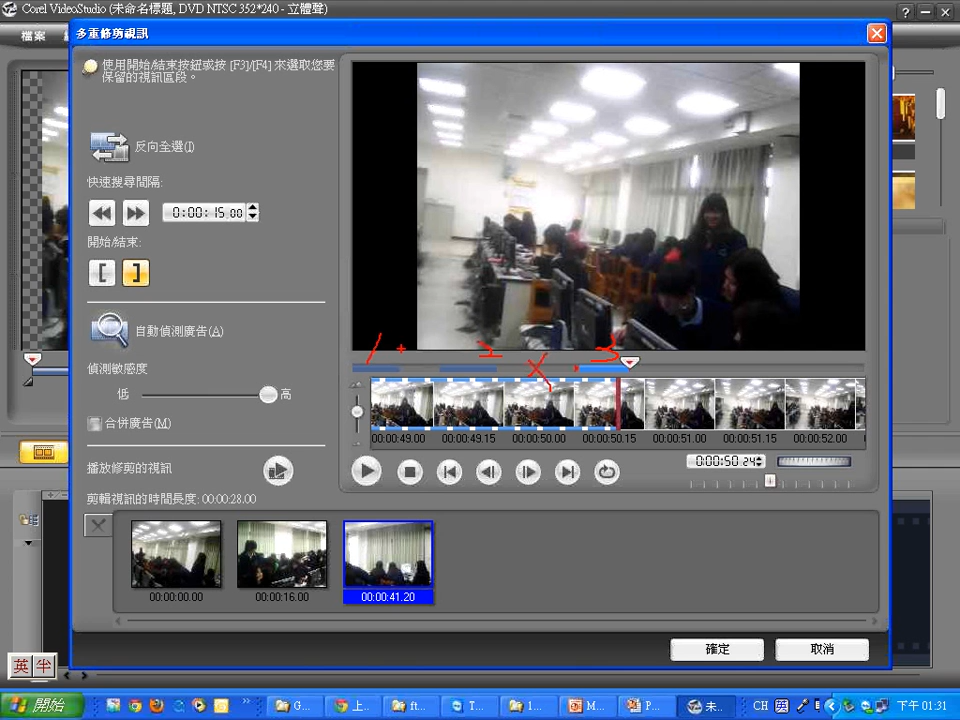 Corel VideoStudio (未命名標題, DVD NTSC 352*240 - 立體聲)
檔案
多重修剪視訊
使用開始/結束按鈕或按 [F3]/[F4] 來選取您要
保留的視訊區段。
反向全選(I)
快速搜尋間隔:
0:00:15.00
開始/結束:
自動偵測廣告(A)
偵測敏感度
低 高
合併廣告(M)
播放修剪的視訊
剪輯視訊的時間長度: 00:00:28.00
1 2 X 3
00:00:49.00 00:00:49.15 00:00:50.00 00:00:50.15 00:00:51.00 00:00:51.15 00:00:52.00
0:00:50.24
00:00:00.00 00:00:16.00 00:00:41.20
確定 取消
英 半
開始 G... 上... ft... T... 1... M... P... 未... CH 下午 01:31